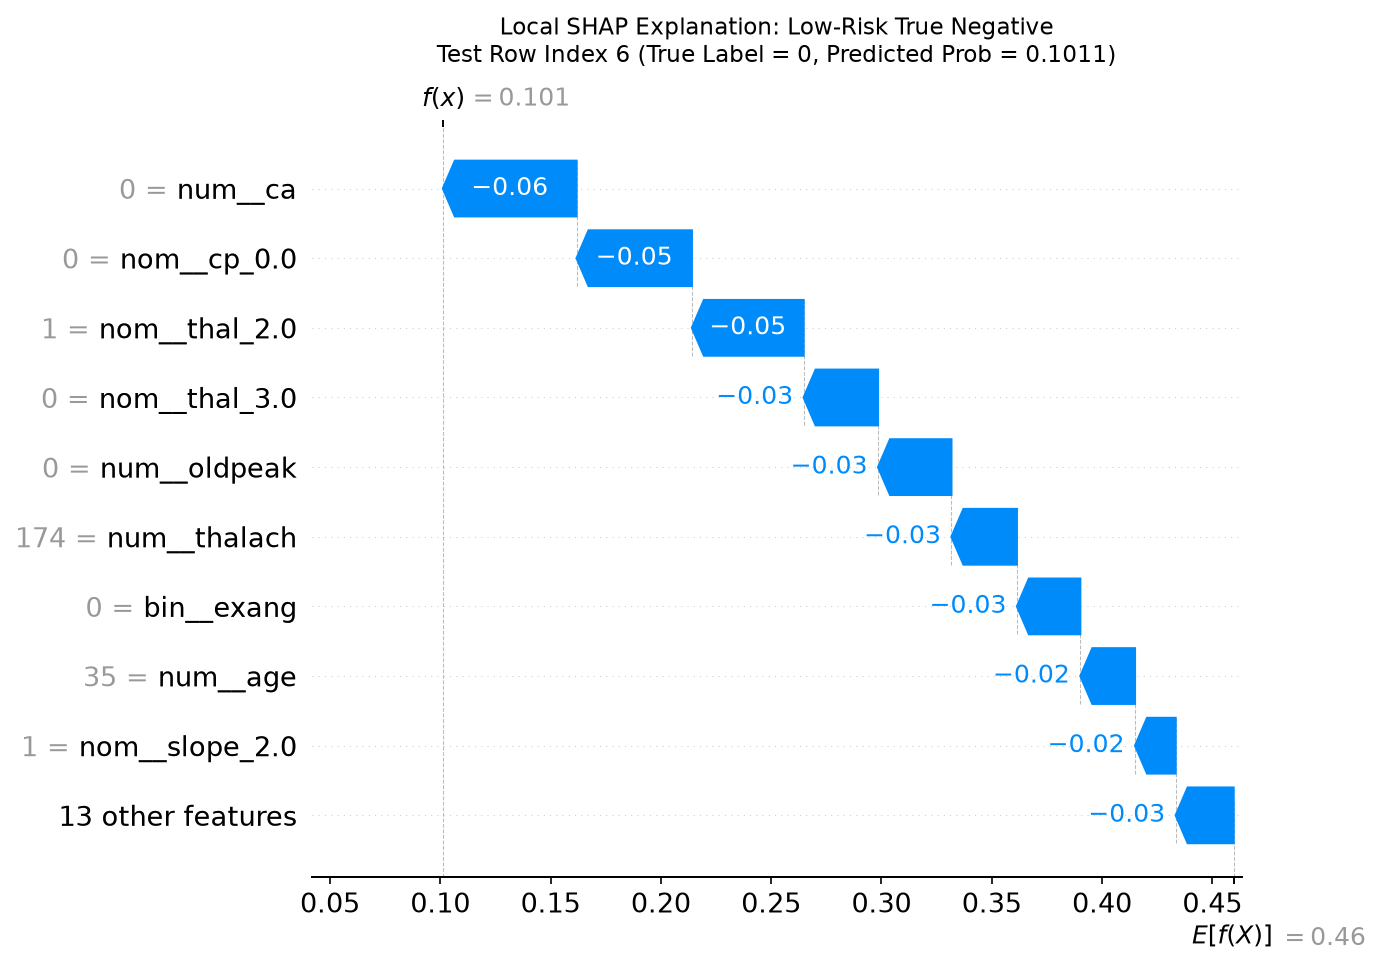 Local SHAP Explanation: Low-Risk True Negative
Test Row Index 6 (True Label = 0, Predicted Prob = 0.1011)
f(x) = 0.101
0 = num__ca −0.06
0 = nom__cp_0.0 −0.05
1 = nom__thal_2.0 −0.05
0 = nom__thal_3.0 −0.03
0 = num__oldpeak −0.03
174 = num__thalach −0.03
0 = bin__exang −0.03
35 = num__age −0.02
1 = nom__slope_2.0 −0.02
13 other features −0.03
0.05 0.10 0.15 0.20 0.25 0.30 0.35 0.40 0.45
E[f(X)] = 0.46